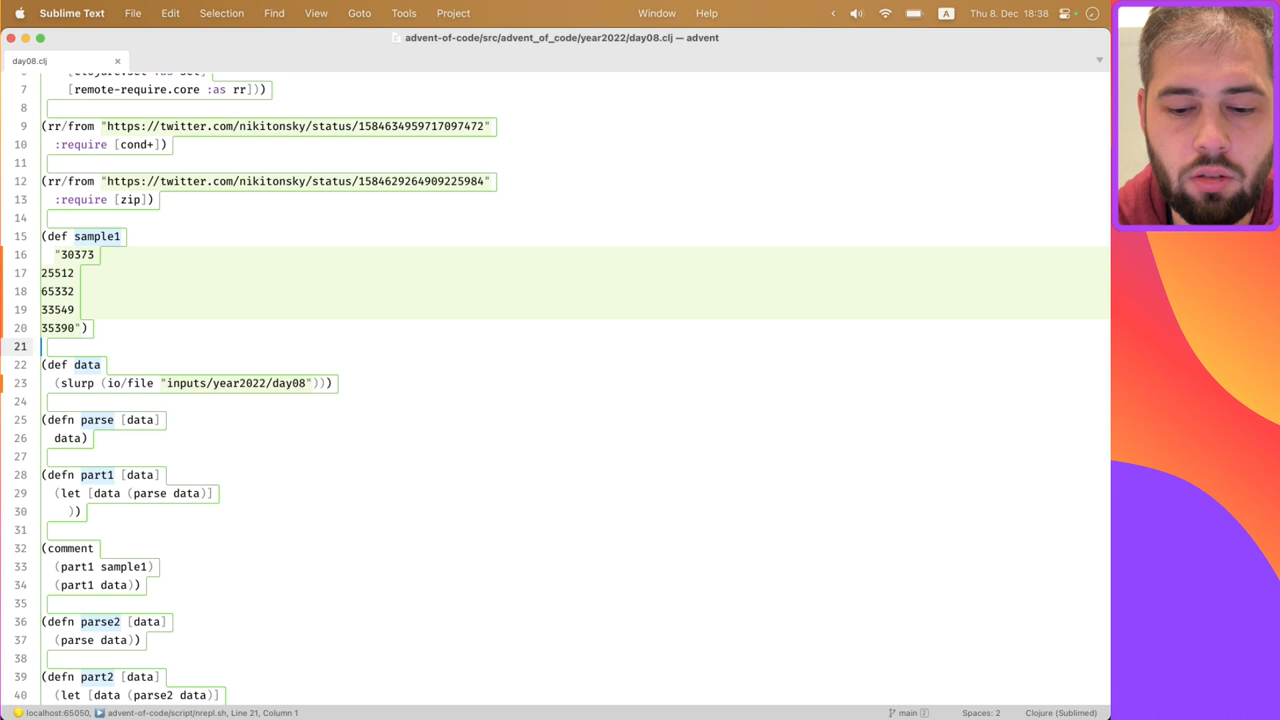 Sublime Text File Edit Selection Find View Goto Tools Project Window Help A Thu 8. Dec 18:38
advent-of-code/src/advent_of_code/year2022/day08.clj — advent
day08.clj
7 [remote-require.core :as rr]))
8
9 (rr/from "https://twitter.com/nikitonsky/status/1584634959717097472"
10 :require [cond+])
11
12 (rr/from "https://twitter.com/nikitonsky/status/1584629264909225984"
13 :require [zip])
14
15 (def sample1
16 "30373
17 25512
18 65332
19 33549
20 35390")
21
22 (def data
23 (slurp (io/file "inputs/year2022/day08")))
24
25 (defn parse [data]
26 data)
27
28 (defn part1 [data]
29 (let [data (parse data)]
30 ))
31
32 (comment
33 (part1 sample1)
34 (part1 data))
35
36 (defn parse2 [data]
37 (parse data))
38
39 (defn part2 [data]
40 (let [data (parse2 data)]
localhost:65050, advent-of-code/script/nrepl.sh, Line 21, Column 1 main 2 Spaces: 2 Clojure (Sublimed)